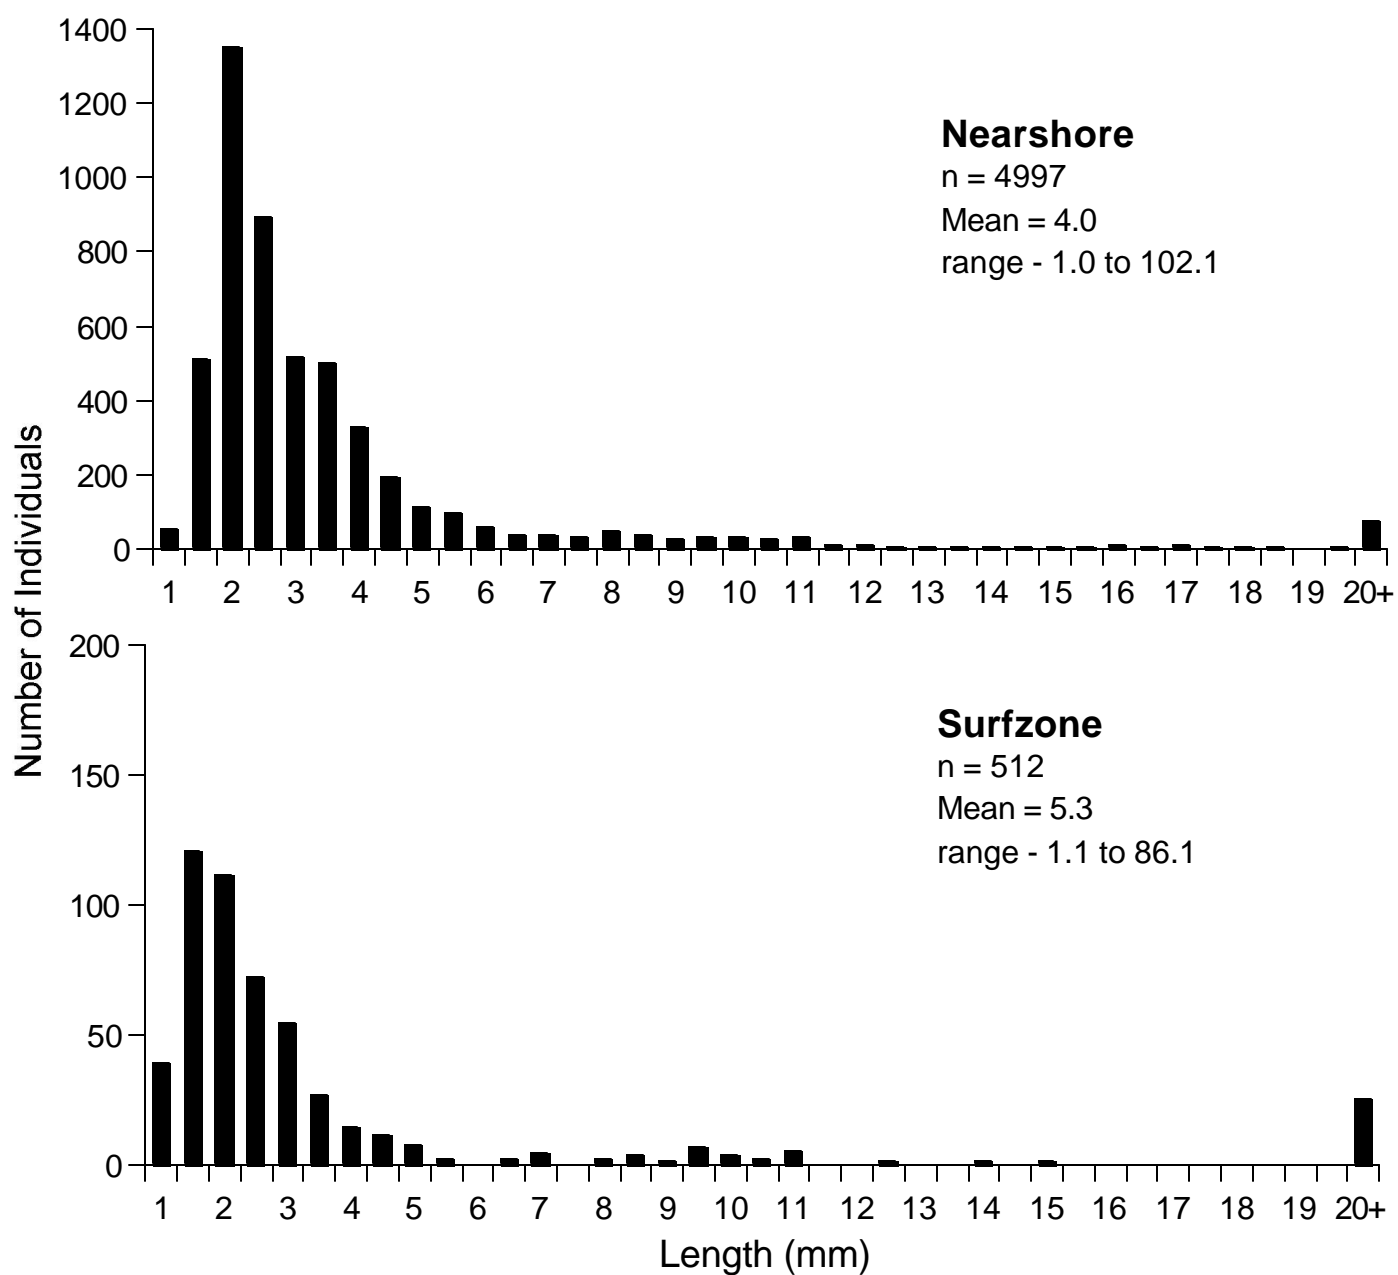 Number of Individuals
1400
1200
1000
800
600
400
200
0
Nearshore
n = 4997
Mean = 4.0
range - 1.0 to 102.1
1 2 3 4 5 6 7 8 9 10 11 12 13 14 15 16 17 18 19 20+
200
150
100
50
0
Surfzone
n = 512
Mean = 5.3
range - 1.1 to 86.1
1 2 3 4 5 6 7 8 9 10 11 12 13 14 15 16 17 18 19 20+
Length (mm)